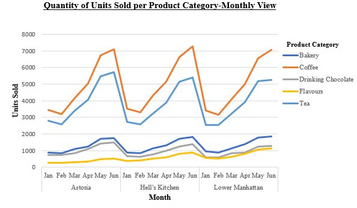 Quantity of Units Sold per Product Category-Monthly View
8000
7000
6000
5000
4000
3000
2000
1000
0
Units Sold
Jan Feb Mar Apr May Jun Jan Feb Mar Apr May Jun Jan Feb Mar Apr May Jun
Astoria Hell's Kitchen Lower Manhattan
Month
Product Category
Bakery
Coffee
Drinking Chocolate
Flavours
Tea